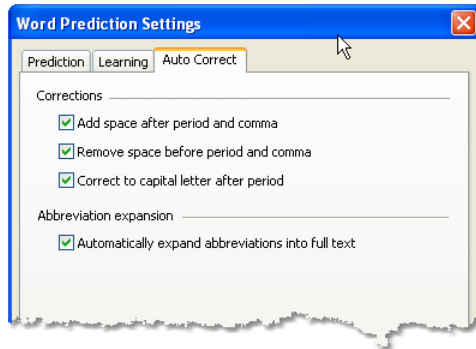 Word Prediction Settings
Prediction Learning Auto Correct
Corrections
Add space after period and comma
Remove space before period and comma
Correct to capital letter after period
Abbreviation expansion
Automatically expand abbreviations into full text